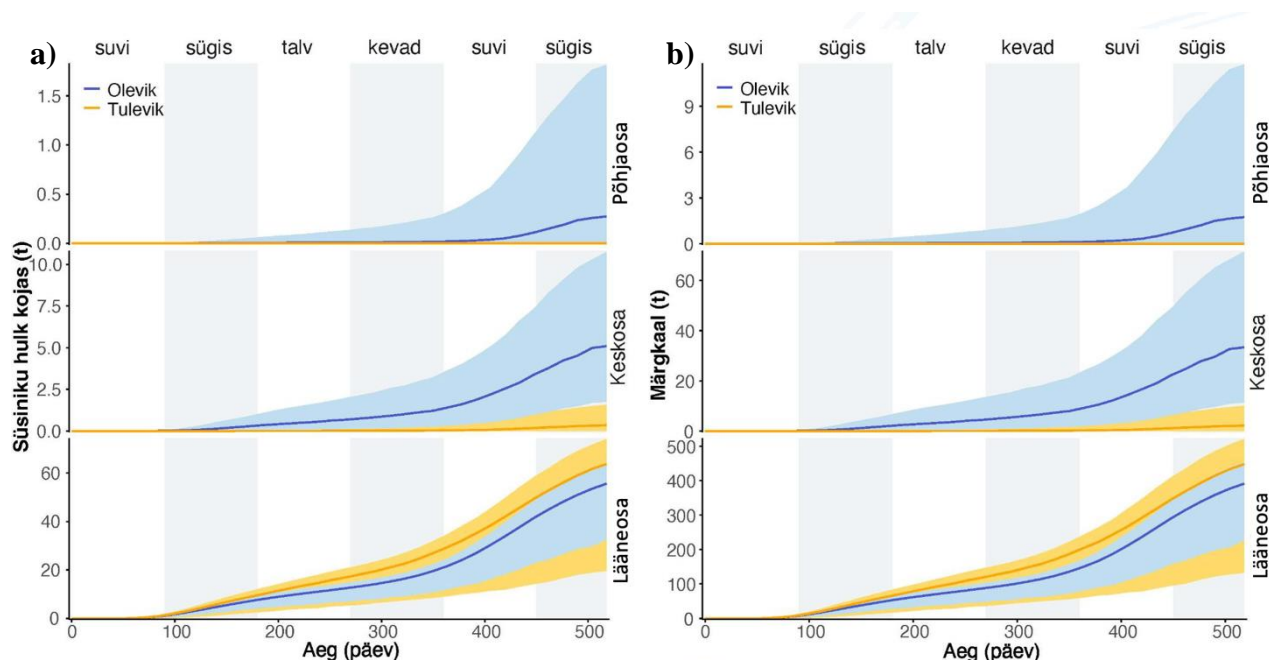 a)
suvi sügis talv kevad suvi sügis
Olevik
Tulevik
1.5
1.0
0.5
0.0
Põhjaosa
10.0
7.5
5.0
2.5
0.0
Keskosa
60
40
20
0
Lääneosa
0 100 200 300 400 500
Süsiniku hulk kojas (t)
Aeg (päev)
b)
suvi sügis talv kevad suvi sügis
Olevik
Tulevik
9
6
3
0
Põhjaosa
60
40
20
0
Keskosa
500
400
300
200
100
0
Lääneosa
0 100 200 300 400 500
Märgkaal (t)
Aeg (päev)